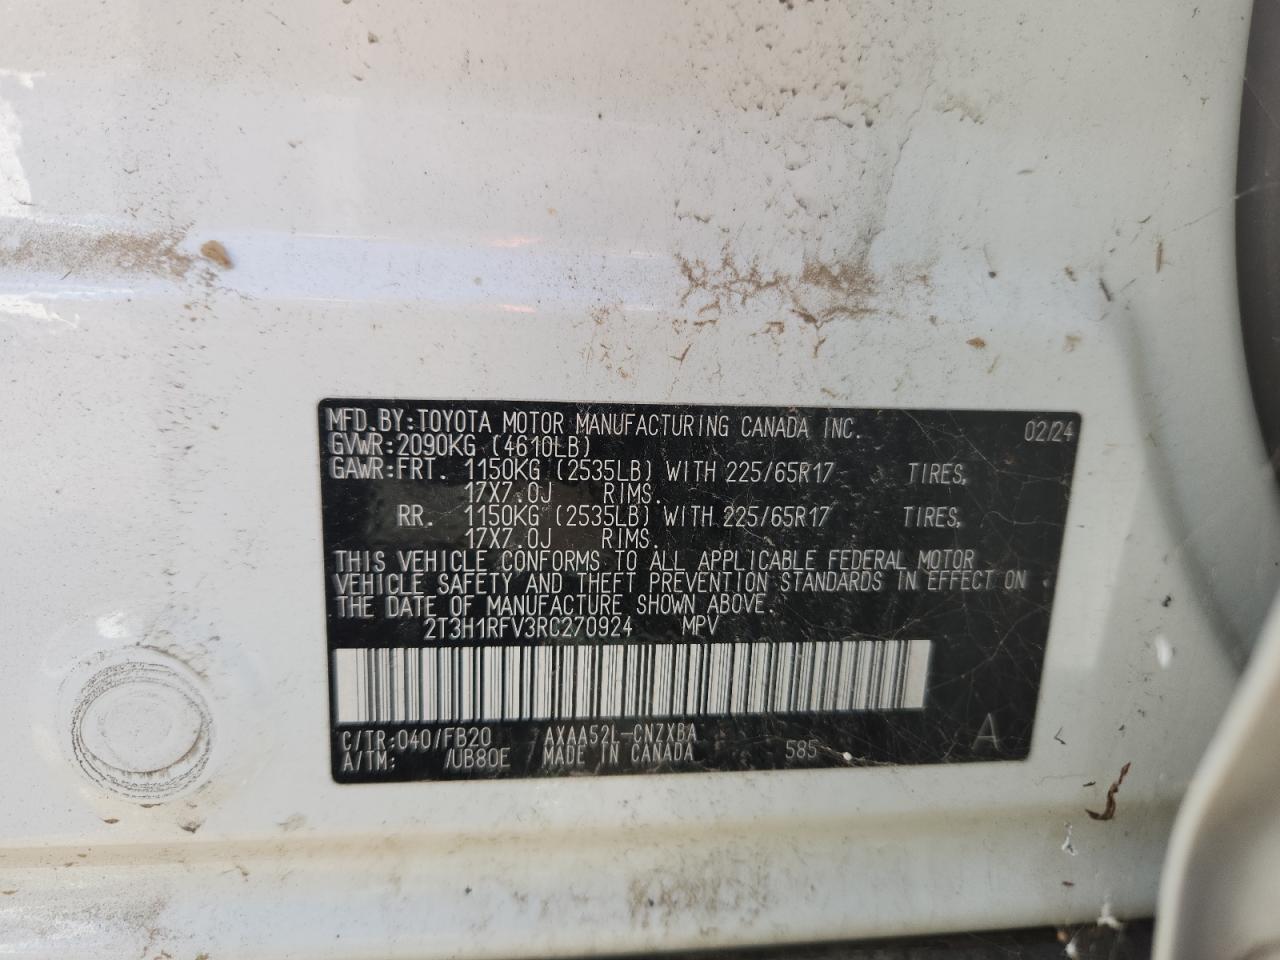 MFD.BY:TOYOTA MOTOR MANUFACTURING CANADA INC. 02/24
GVWR:2090KG (4610LB)
GAWR:FRT. 1150KG (2535LB) WITH 225/65R17 TIRES,
17X7.0J RIMS.
RR. 1150KG (2535LB) WITH 225/65R17 TIRES,
17X7.0J RIMS.
THIS VEHICLE CONFORMS TO ALL APPLICABLE FEDERAL MOTOR
VEHICLE SAFETY AND THEFT PREVENTION STANDARDS IN EFFECT ON
THE DATE OF MANUFACTURE SHOWN ABOVE.
2T3H1RFV3RC270924 MPV
C/TR:040/FB20 AXAA52L-CNZXBA
A/TM: /UB80E MADE IN CANADA 585 A